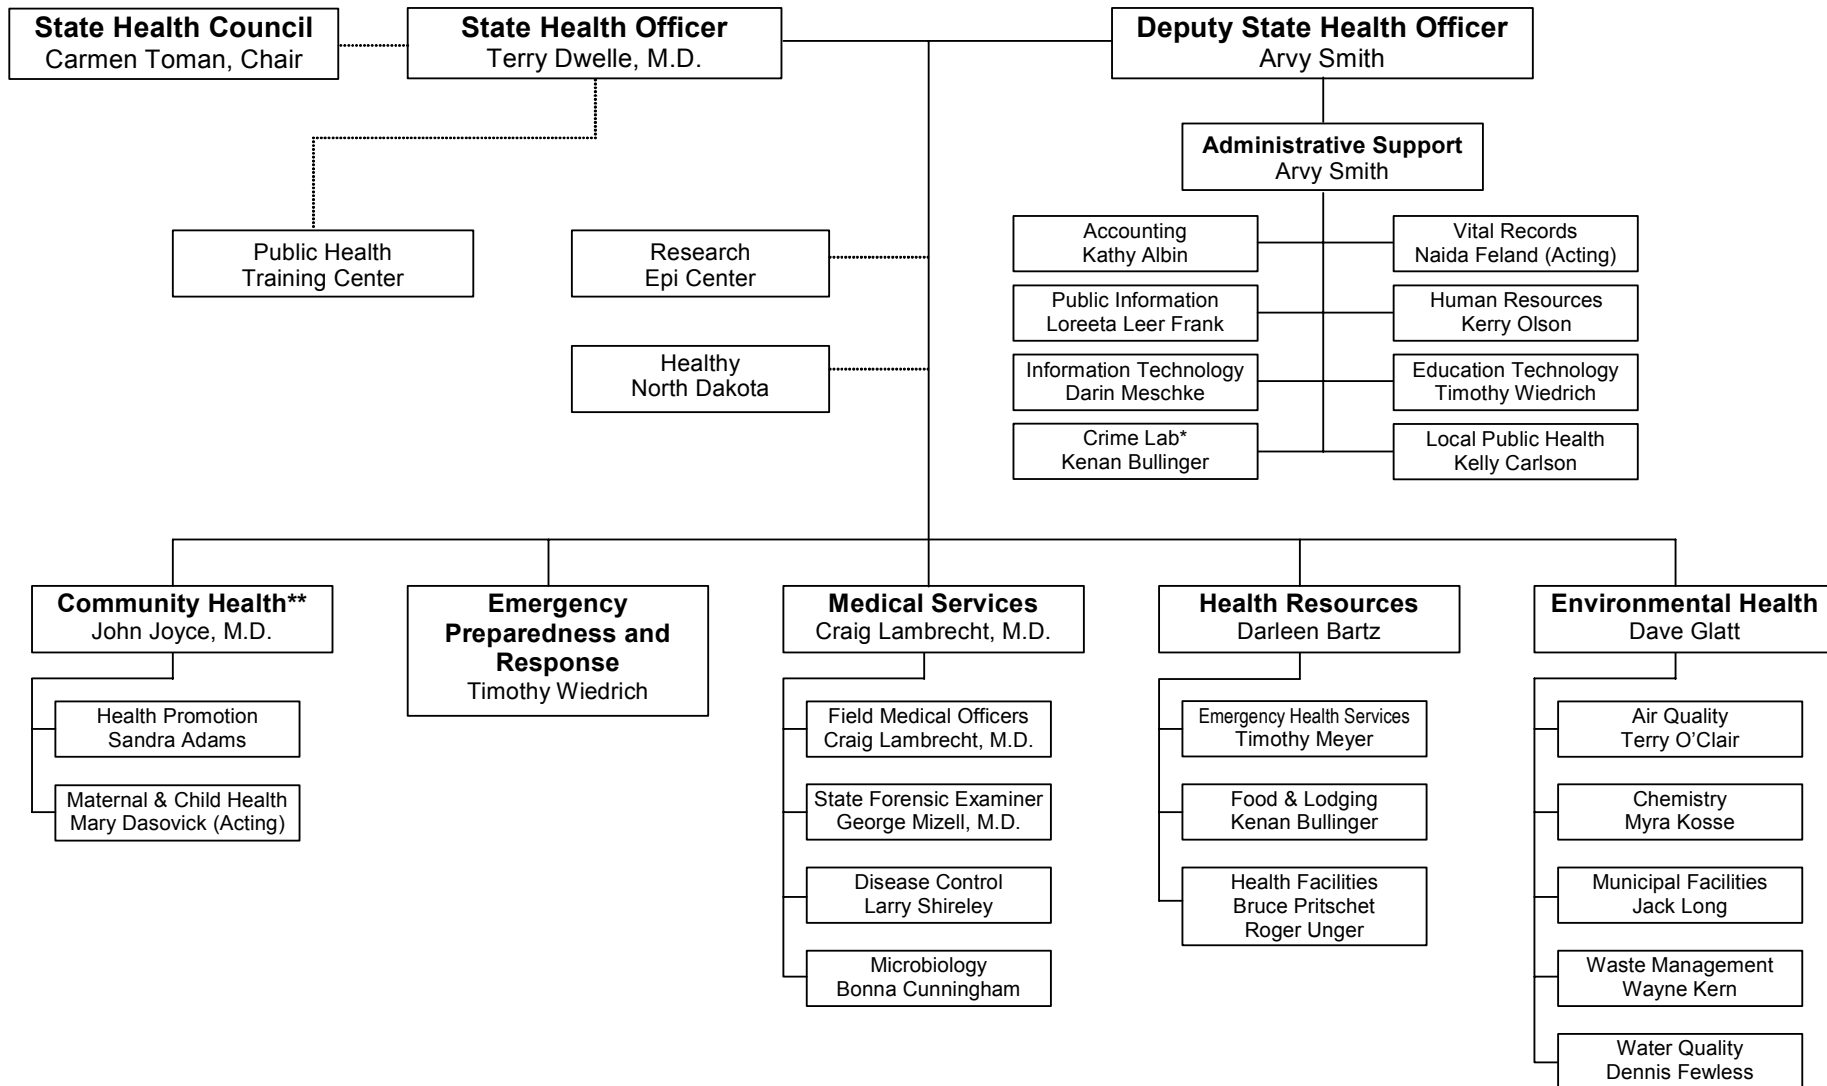 State Health Council
Carmen Toman, Chair
State Health Officer
Terry Dwelle, M.D.
Deputy State Health Officer
Arvy Smith
Administrative Support
Arvy Smith
Public Health
Training Center
Research
Epi Center
Healthy
North Dakota
Accounting
Kathy Albin
Vital Records
Naida Feland (Acting)
Public Information
Loreeta Leer Frank
Human Resources
Kerry Olson
Information Technology
Darin Meschke
Education Technology
Timothy Wiedrich
Crime Lab*
Kenan Bullinger
Local Public Health
Kelly Carlson
Community Health**
John Joyce, M.D.
Health Promotion
Sandra Adams
Maternal & Child Health
Mary Dasovick (Acting)
Emergency
Preparedness and
Response
Timothy Wiedrich
Medical Services
Craig Lambrecht, M.D.
Field Medical Officers
Craig Lambrecht, M.D.
State Forensic Examiner
George Mizell, M.D.
Disease Control
Larry Shireley
Microbiology
Bonna Cunningham
Health Resources
Darleen Bartz
Emergency Health Services
Timothy Meyer
Food & Lodging
Kenan Bullinger
Health Facilities
Bruce Pritschet
Roger Unger
Environmental Health
Dave Glatt
Air Quality
Terry O’Clair
Chemistry
Myra Kosse
Municipal Facilities
Jack Long
Waste Management
Wayne Kern
Water Quality
Dennis Fewless